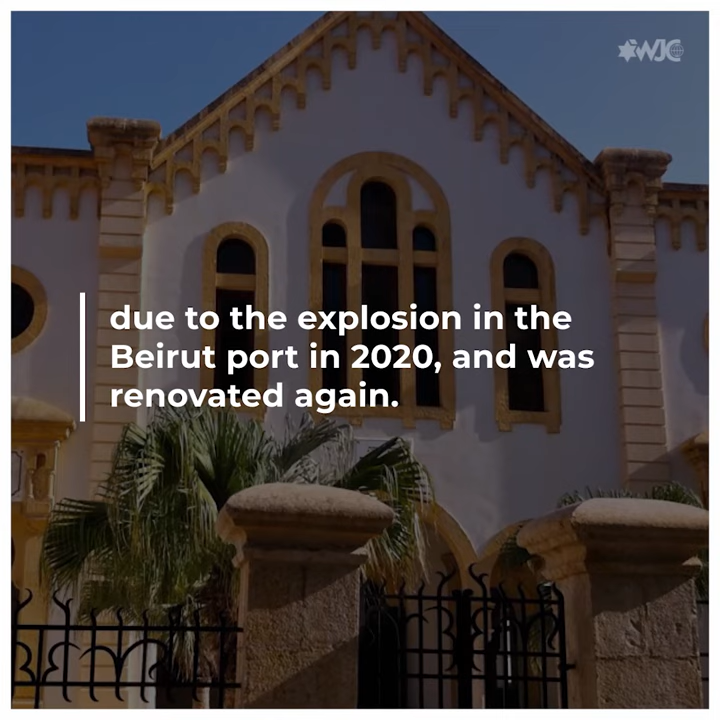 WJC
due to the explosion in the
Beirut port in 2020, and was
renovated again.